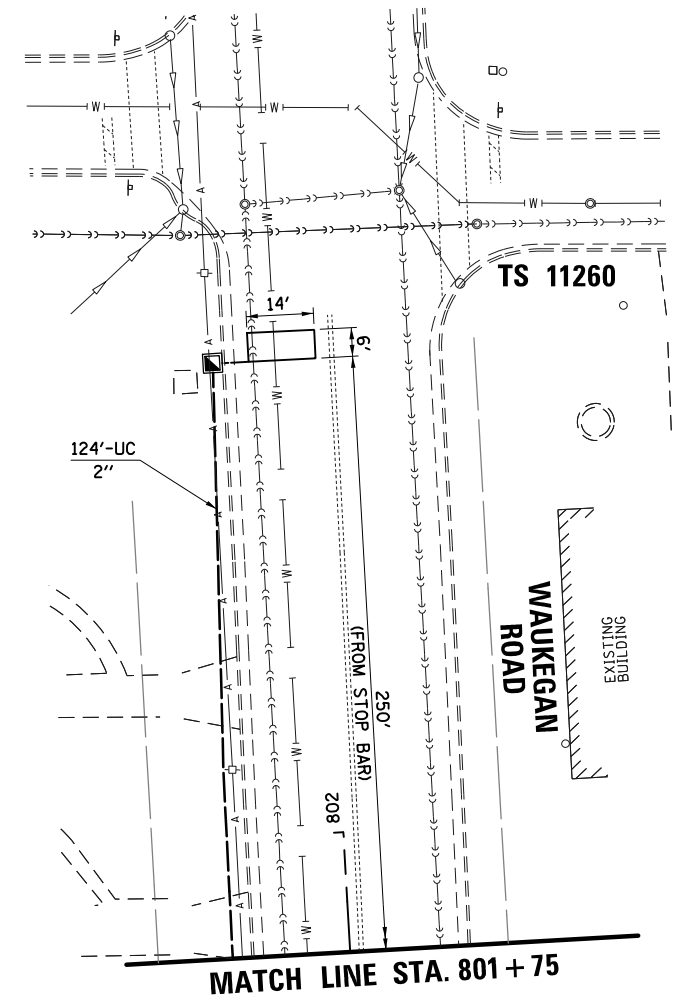 W
W
A
W
W
A
W
W
TS 11260
14'
6'
A
W
124'-UC
2"
A
A
W
A
WAUKEGAN
ROAD
EXISTING
BUILDING
250'
(FROM STOP BAR)
A
W
802
W
A
A
W
MATCH LINE STA. 801+75